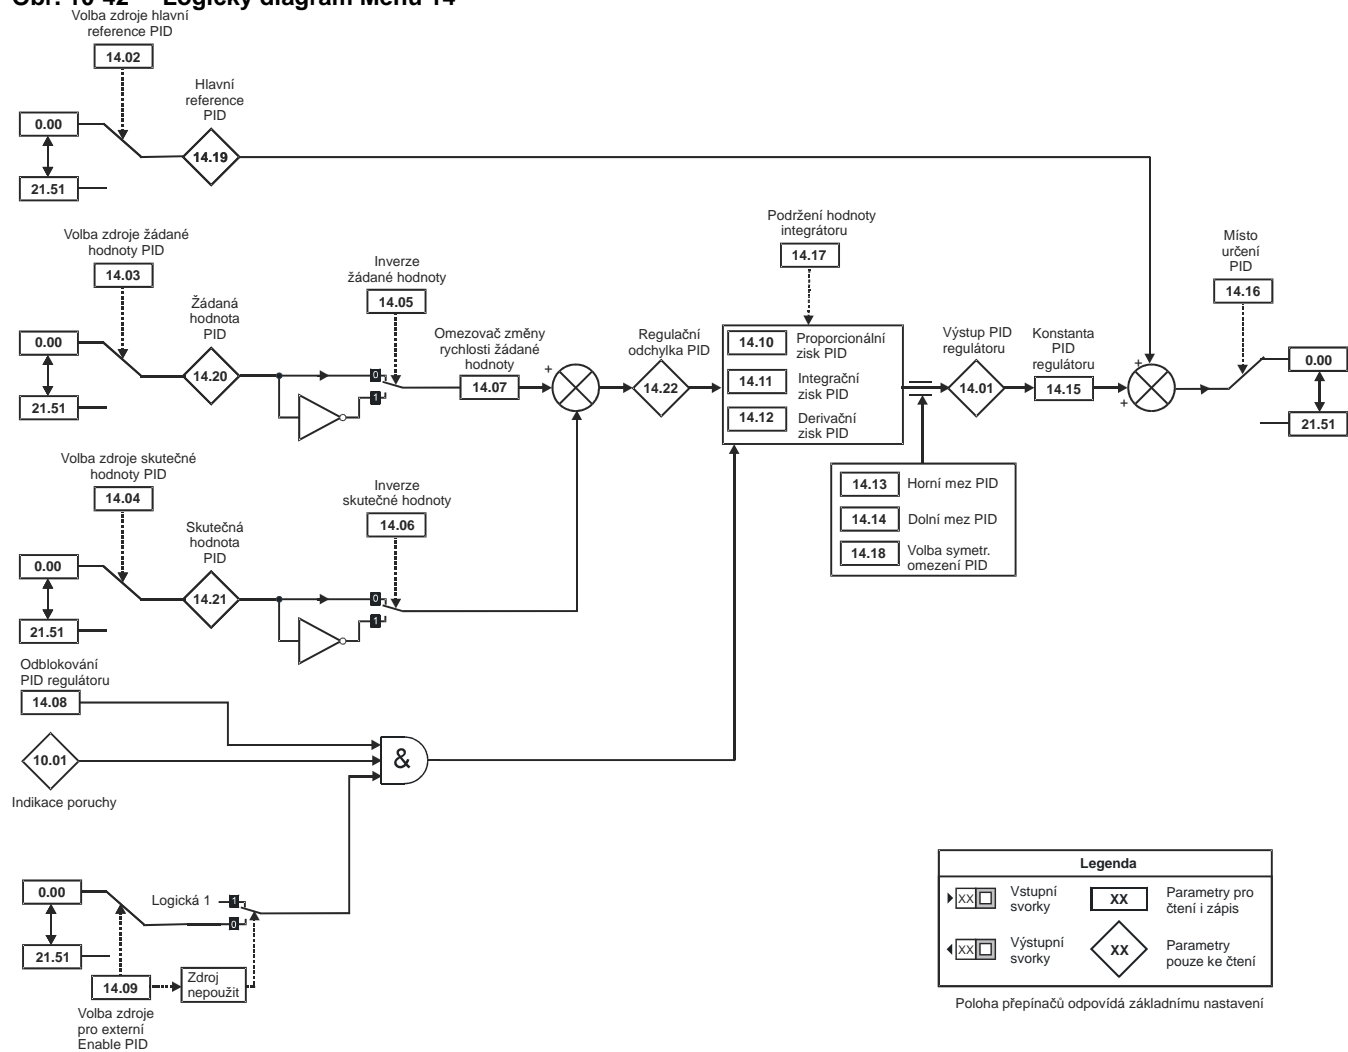 Obr. 10-42 Logický diagram Menu 14
Volba zdroje hlavní
reference PID
14.02
Hlavní
reference
PID
0.00
14.19
21.51
Volba zdroje žádané
hodnoty PID
14.03
Žádaná
hodnota
PID
0.00
14.20
21.51
Inverze
žádané hodnoty
14.05
0
1
Omezovač změny
rychlosti žádané
hodnoty
14.07
+
Regulační
odchylka PID
14.22
Podržení hodnoty
integrátoru
14.17
14.10 Proporcionální
zisk PID
14.11 Integrační
zisk PID
14.12 Derivační
zisk PID
Výstup PID
regulátoru
14.01
Konstanta
PID
regulátoru
14.15
+
+
Místo
určení
PID
14.16
0.00
21.51
14.13 Horní mez PID
14.14 Dolní mez PID
14.18 Volba symetr.
omezení PID
Volba zdroje skutečné
hodnoty PID
14.04
Skutečná
hodnota
PID
0.00
14.21
21.51
Inverze
skutečné hodnoty
14.06
0
1
Odblokování
PID regulátoru
14.08
10.01
Indikace poruchy
&
0.00
21.51
Logická 1
1
0
14.09
Zdroj
nepoužit
Volba zdroje
pro externí
Enable PID
Legenda
XX Vstupní
svorky
XX Parametry pro
čtení i zápis
XX Výstupní
svorky
XX Parametry
pouze ke čtení
Poloha přepínačů odpovídá základnímu nastavení